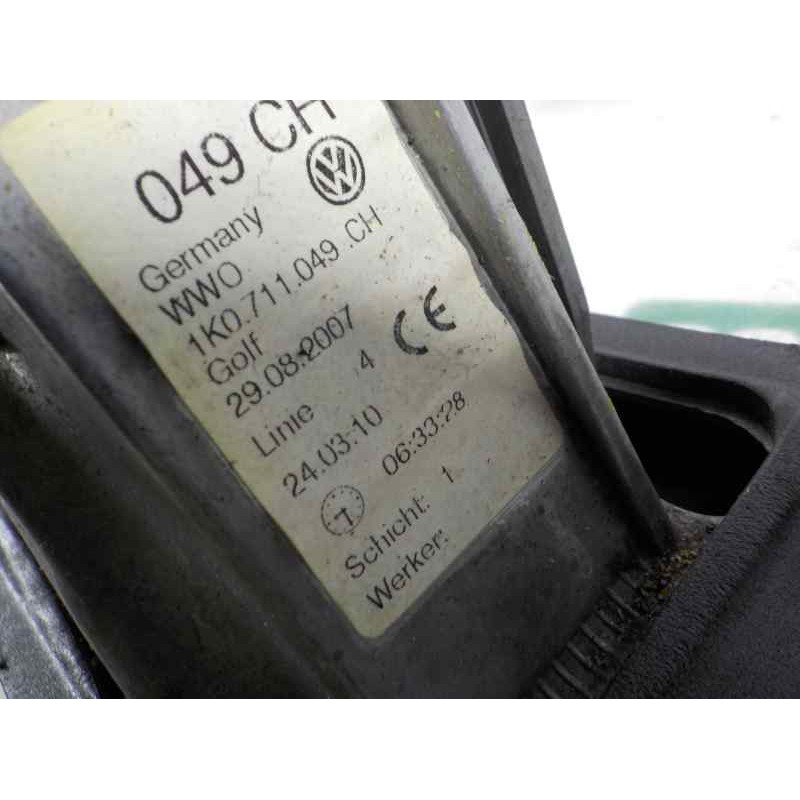 049 CH
Germany
WWO
1K0.711.049 .CH
Golf
29.08.2007
CE
Linie 4
24.03.10 06:33:28
T
Schicht: 1
Werker: